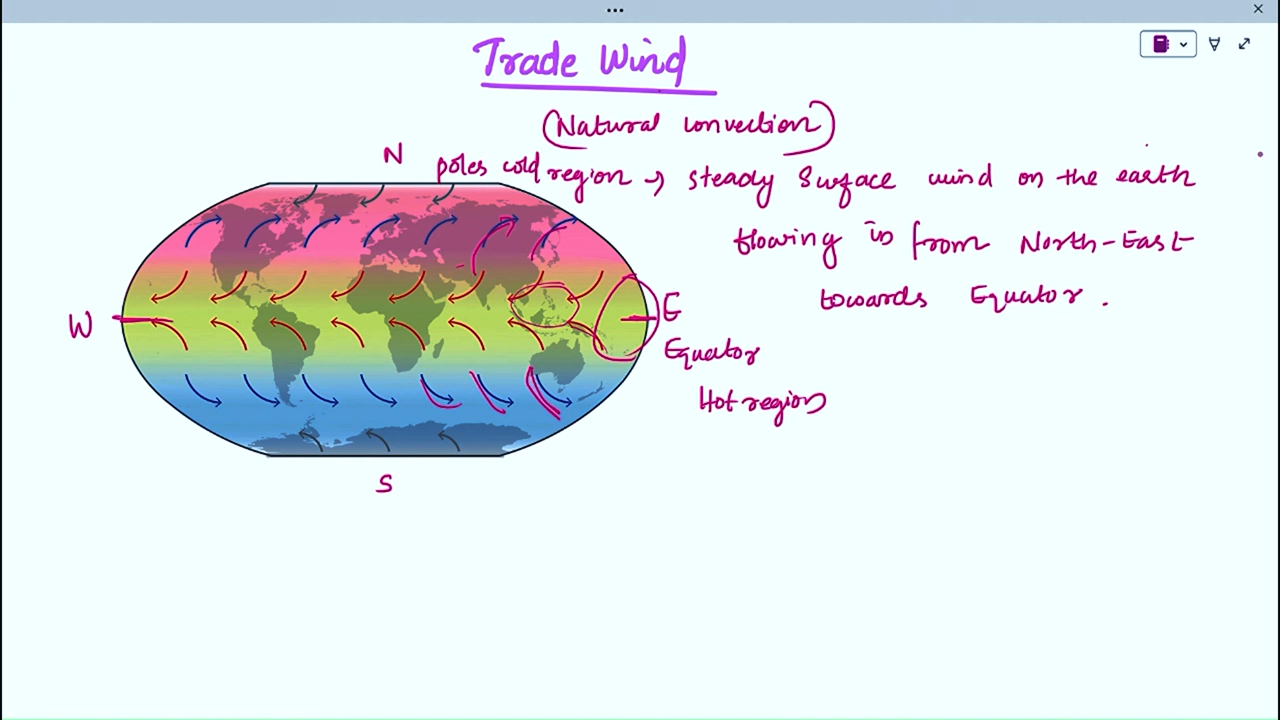 Trade Wind
(Natural convection)
N
poles cold region → steady surface wind on the earth
flowing is from North-East
towards Equator.
W
E
Equator
Hot region
S